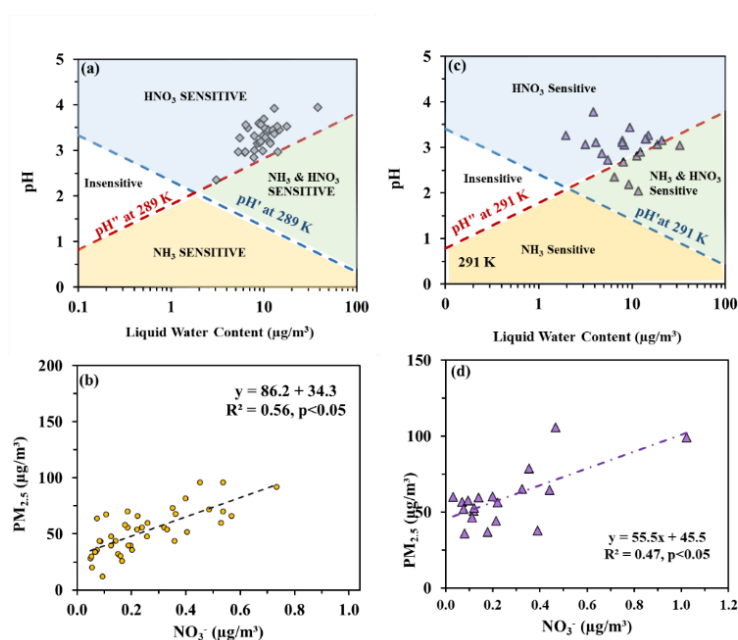 (a)
HNO₃ SENSITIVE
Insensitive
NH₃ & HNO₃
SENSITIVE
pH" at 289 K
pH' at 289 K
NH₃ SENSITIVE
pH
5
4
3
2
1
0
0.1
1
10
100
Liquid Water Content (µg/m³)
(c)
HNO₃ Sensitive
Insensitive
NH₃ & HNO₃
Sensitive
pH" at 291 K
pH' at 291 K
291 K
NH₃ Sensitive
pH
5
4
3
2
1
0
0
1
10
100
Liquid Water Content (µg/m³)
(b)
y = 86.2 + 34.3
R² = 0.56, p<0.05
PM₂.₅ (µg/m³)
200
150
100
50
0
0.0
0.2
0.4
0.6
0.8
1.0
NO₃⁻ (µg/m³)
(d)
y = 55.5x + 45.5
R² = 0.47, p<0.05
PM₂.₅ (µg/m³)
150
100
50
0
0.0
0.2
0.4
0.6
0.8
1.0
1.2
NO₃⁻ (µg/m³)